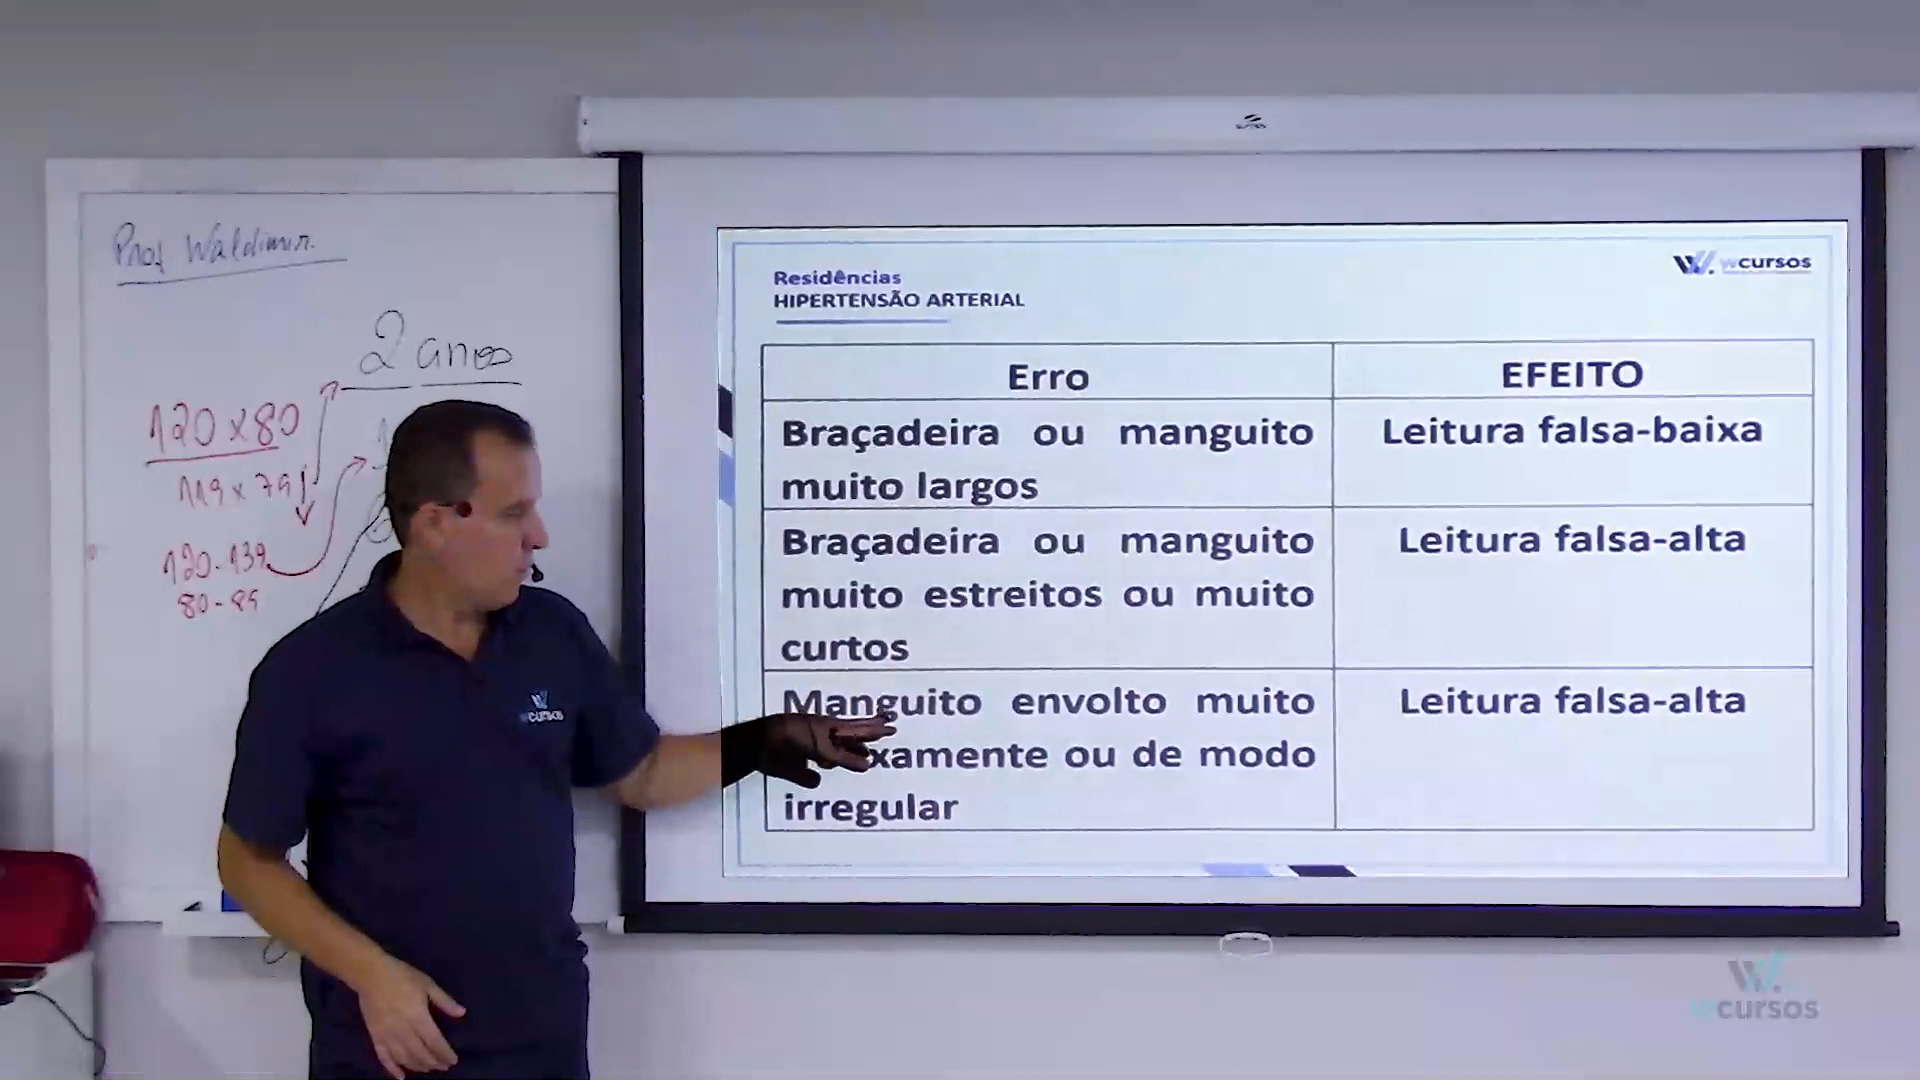 Prof Waldimir.
2 anos
120 x 80
119 x 79
120-139
80-89
Residências
HIPERTENSÃO ARTERIAL
W. wcursos
Erro
EFEITO
Braçadeira ou manguito
muito largos
Leitura falsa-baixa
Braçadeira ou manguito
muito estreitos ou muito
curtos
Leitura falsa-alta
Manguito envolto muito
xamente ou de modo
irregular
Leitura falsa-alta
wcursos
W. wcursos